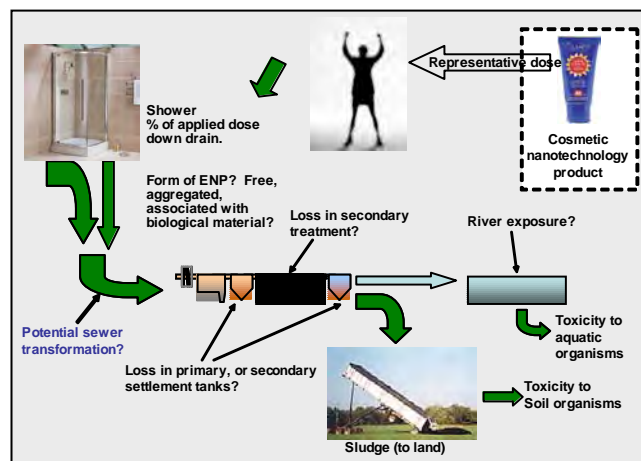 Representative dose
Cosmetic
nanotechnology
product
Shower
% of applied dose
down drain.
Form of ENP? Free,
aggregated,
associated with
biological material?
Loss in secondary
treatment?
River exposure?
Potential sewer
transformation?
Loss in primary, or secondary
settlement tanks?
Toxicity to
aquatic
organisms
Toxicity to
Soil organisms
Sludge (to land)